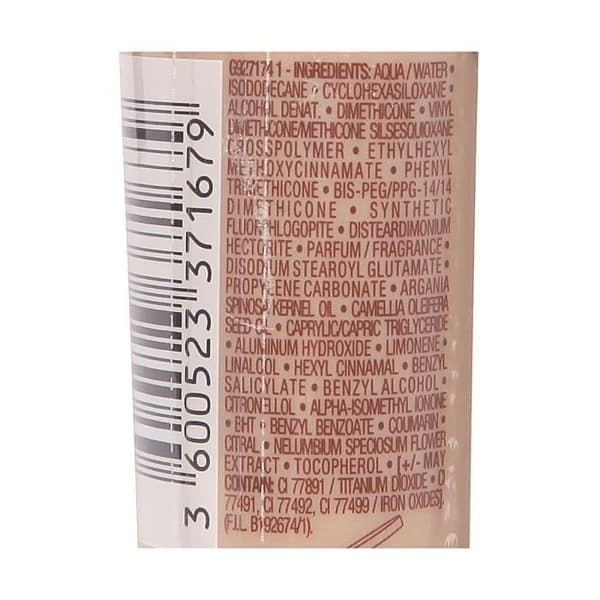 G927174 1 - INGREDIENTS: AQUA / WATER •
ISODODECANE • CYCLOHEXASILOXANE •
ALCOHOL DENAT. • DIMETHICONE • VINYL
DIMETHICONE/METHICONE SILSESQUIOXANE
CROSSPOLYMER • ETHYLHEXYL
METHOXYCINNAMATE • PHENYL
TRIMETHICONE • BIS-PEG/PPG-14/14
DIMETHICONE • SYNTHETIC
FLUORPHLOGOPITE • DISTEARDIMONIUM
HECTORITE • PARFUM / FRAGRANCE •
DISODIUM STEAROYL GLUTAMATE •
PROPYLENE CARBONATE • ARGANIA
SPINOSA KERNEL OIL • CAMELLIA OLEIFERA
SEED OIL • CAPRYLIC/CAPRIC TRIGLYCERIDE
• ALUMINUM HYDROXIDE • LIMONENE •
LINALOOL • HEXYL CINNAMAL • BENZYL
SALICYLATE • BENZYL ALCOHOL •
CITRONELLOL • ALPHA-ISOMETHYL IONONE
• BHT • BENZYL BENZOATE • COUMARIN •
CITRAL • NELUMBIUM SPECIOSUM FLOWER
EXTRACT • TOCOPHEROL • [+/- MAY
CONTAIN: CI 77891 / TITANIUM DIOXIDE • CI
77491, CI 77492, CI 77499 / IRON OXIDES].
(F.I.L. B192674/1).
3 600523 371679